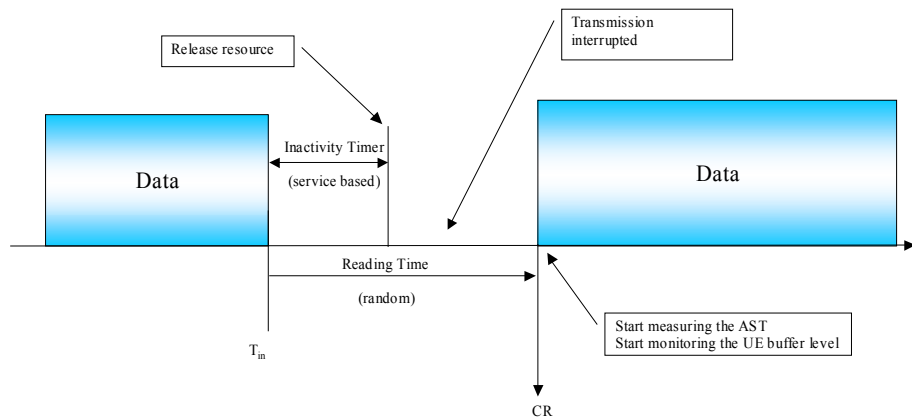 Transmission
interrupted
Release resource
Inactivity Timer
(service based)
Data
Data
Reading Time
(random)
Start measuring the AST
Start monitoring the UE buffer level
Tin
CR